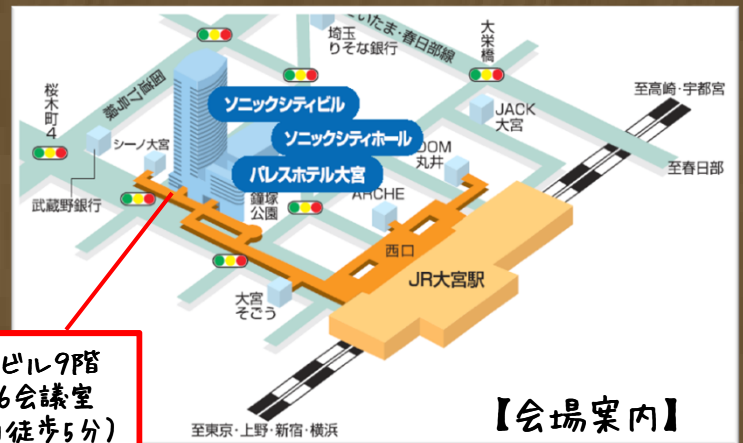 大栄橋
埼玉
りそな銀行
さいたま・春日部線
至高崎・宇都宮
国道17号線
桜木町4
ソニックシティビル
JACK
大宮
シーノ大宮
ソニックシティホール
OOM
丸井
至春日部
パレスホテル大宮
武蔵野銀行
鐘塚
公園
ARCHE
西口
JR大宮駅
大宮
そごう
ビル9階
6会議室
徒歩5分)
至東京・上野・新宿・横浜
【会場案内】